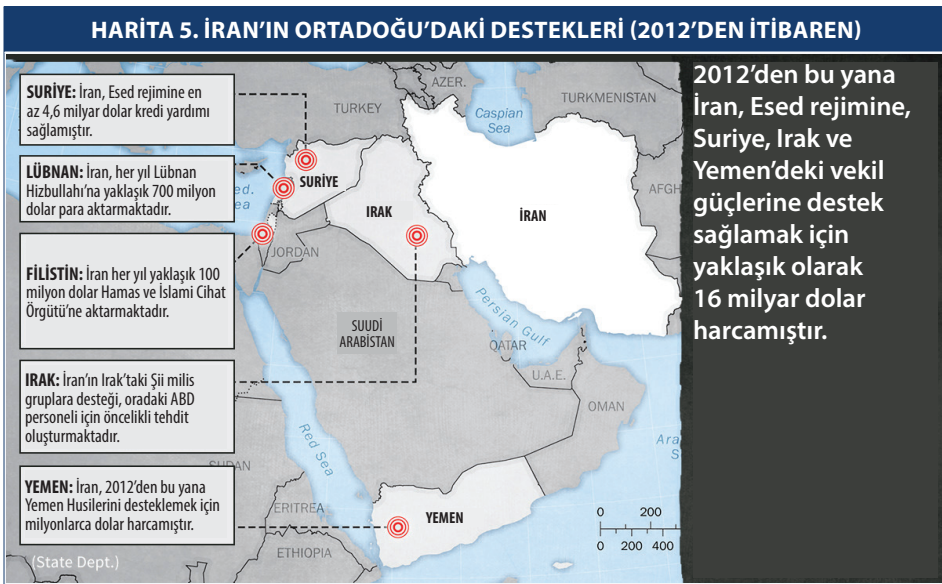 HARİTA 5. İRAN'IN ORTADOĞU'DAKİ DESTEKLERİ (2012'DEN İTİBAREN)
SURİYE: İran, Esed rejimine en
az 4,6 milyar dolar kredi yardımı
sağlamıştır.
LÜBNAN: İran, her yıl Lübnan
Hizbullahı'na yaklaşık 700 milyon
dolar para aktarmaktadır.
FİLİSTİN: İran her yıl yaklaşık 100
milyon dolar Hamas ve İslami Cihat
Örgütü'ne aktarmaktadır.
IRAK: İran'ın Irak'taki Şii milis
gruplara desteği, oradaki ABD
personeli için öncelikli tehdit
oluşturmaktadır.
YEMEN: İran, 2012'den bu yana
Yemen Husilerini desteklemek için
milyonlarca dolar harcamıştır.
(State Dept.)
AZER.
TURKEY
Caspian
Sea
TURKMENISTAN
ed.
ea
SURİYE
IRAK
İRAN
AFGH
JORDAN
SUUDİ
ARABİSTAN
Persian Gulf
QATAR
U.A.E.
OMAN
Red Sea
Ara
S
SUDAN
ERITREA
YEMEN
ETHIOPIA
0 200
0 200 400
2012'den bu yana
İran, Esed rejimine,
Suriye, Irak ve
Yemen'deki vekil
güçlerine destek
sağlamak için
yaklaşık olarak
16 milyar dolar
harcamıştır.